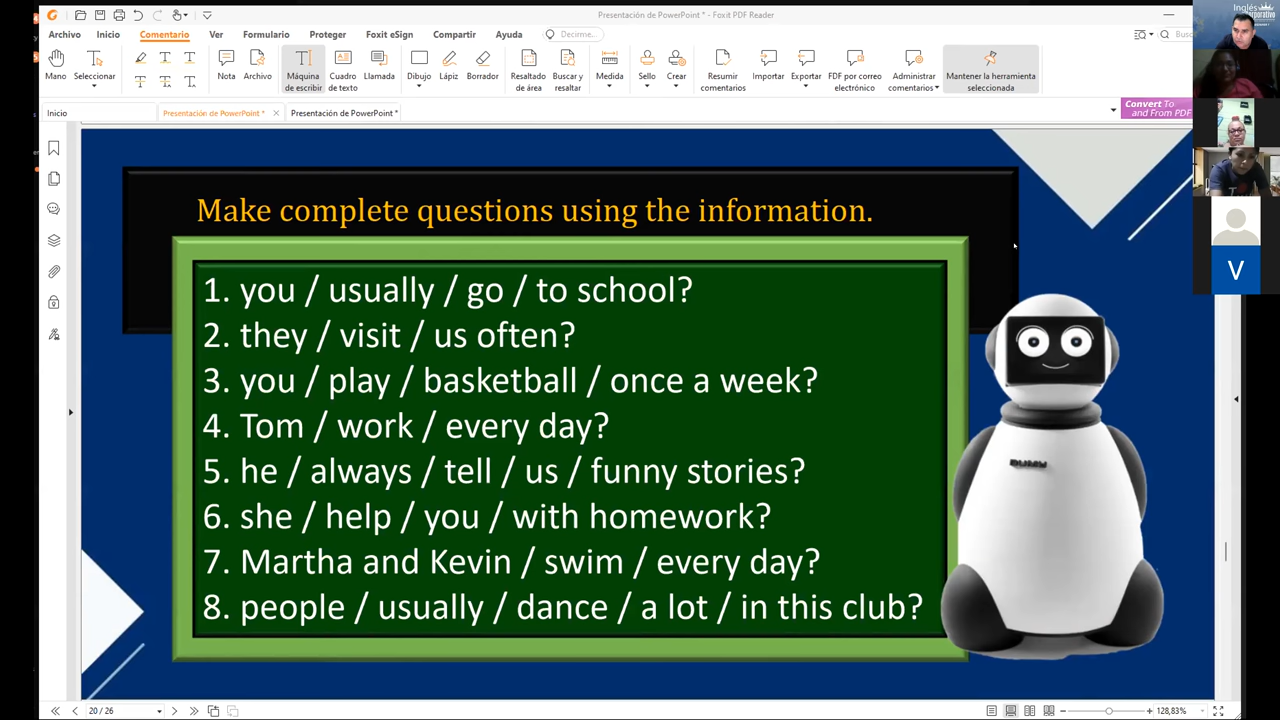 Presentación de PowerPoint * - Foxit PDF Reader
Archivo Inicio Comentario Ver Formulario Proteger Foxit eSign Compartir Ayuda Decirme...
Mano Seleccionar Nota Archivo Máquina de escribir Cuadro de texto Llamada Dibujo Lápiz Borrador Resaltado de área Buscar y resaltar Medida Sello Crear Resumir comentarios Importar Exportar PDF por correo electrónico Administrar comentarios Mantener la herramienta seleccionada
Inicio Presentación de PowerPoint * Presentación de PowerPoint *
Convert To
and From PDF
Inglés
Make complete questions using the information.
1. you / usually / go / to school?
2. they / visit / us often?
3. you / play / basketball / once a week?
4. Tom / work / every day?
5. he / always / tell / us / funny stories?
6. she / help / you / with homework?
7. Martha and Kevin / swim / every day?
8. people / usually / dance / a lot / in this club?
V
20 / 26
128,83%